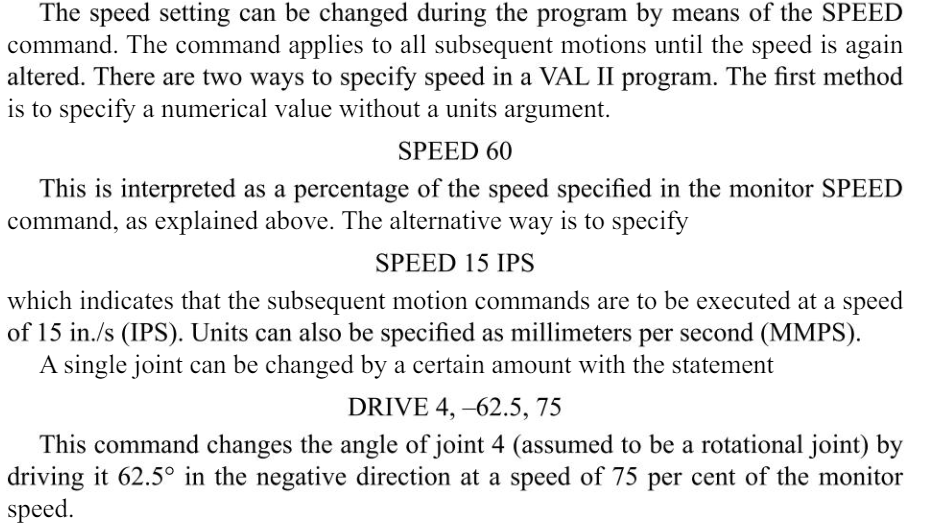 The speed setting can be changed during the program by means of the SPEED
command. The command applies to all subsequent motions until the speed is again
altered. There are two ways to specify speed in a VAL II program. The first method
is to specify a numerical value without a units argument.
SPEED 60
This is interpreted as a percentage of the speed specified in the monitor SPEED
command, as explained above. The alternative way is to specify
SPEED 15 IPS
which indicates that the subsequent motion commands are to be executed at a speed
of 15 in./s (IPS). Units can also be specified as millimeters per second (MMPS).
A single joint can be changed by a certain amount with the statement
DRIVE 4, –62.5, 75
This command changes the angle of joint 4 (assumed to be a rotational joint) by
driving it 62.5° in the negative direction at a speed of 75 per cent of the monitor
speed.